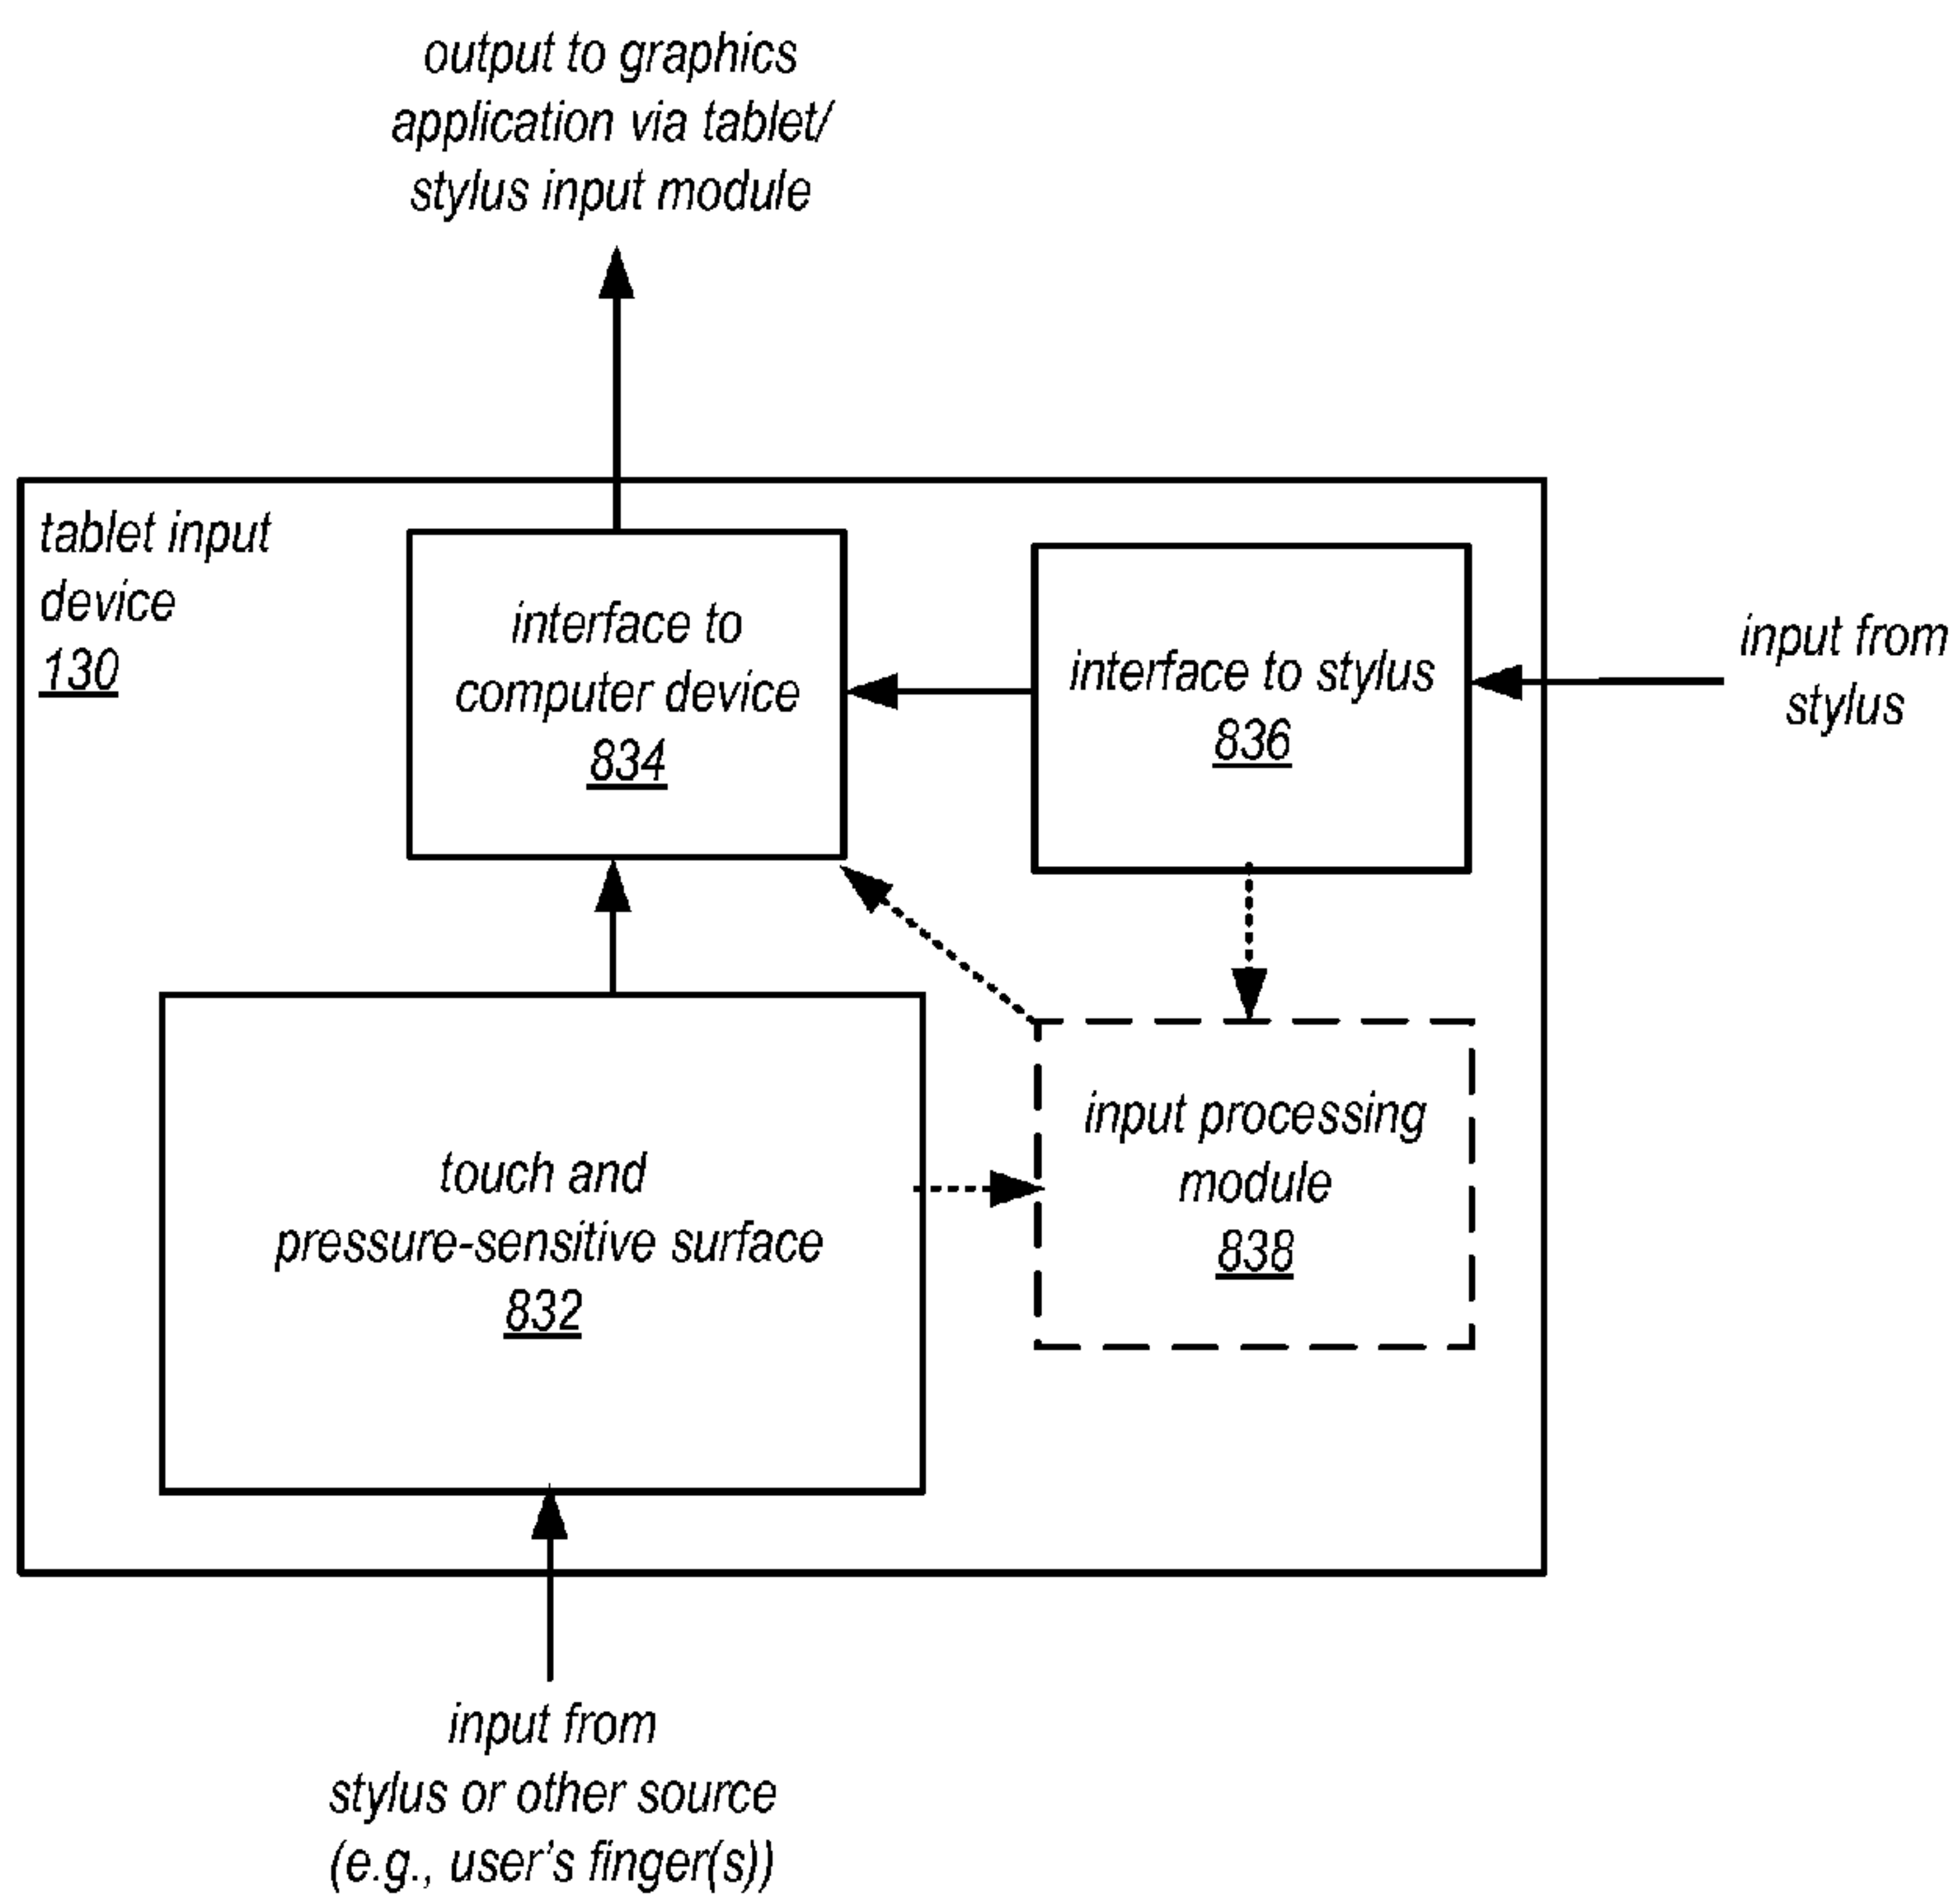 output to graphics
application via tablet/
stylus input module
tablet input
device
130
interface to
computer device
834
interface to stylus
836
input from
stylus
touch and
pressure-sensitive surface
832
input processing
module
838
input from
stylus or other source
(e.g., user's finger(s))